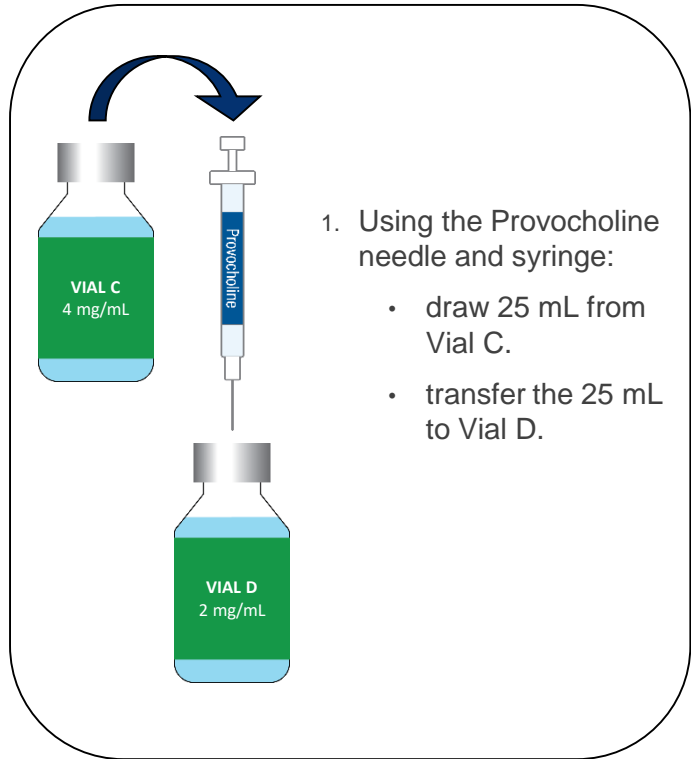 VIAL C
4 mg/mL
Provocholine
VIAL D
2 mg/mL
1. Using the Provocholine
needle and syringe:
• draw 25 mL from
Vial C.
• transfer the 25 mL
to Vial D.